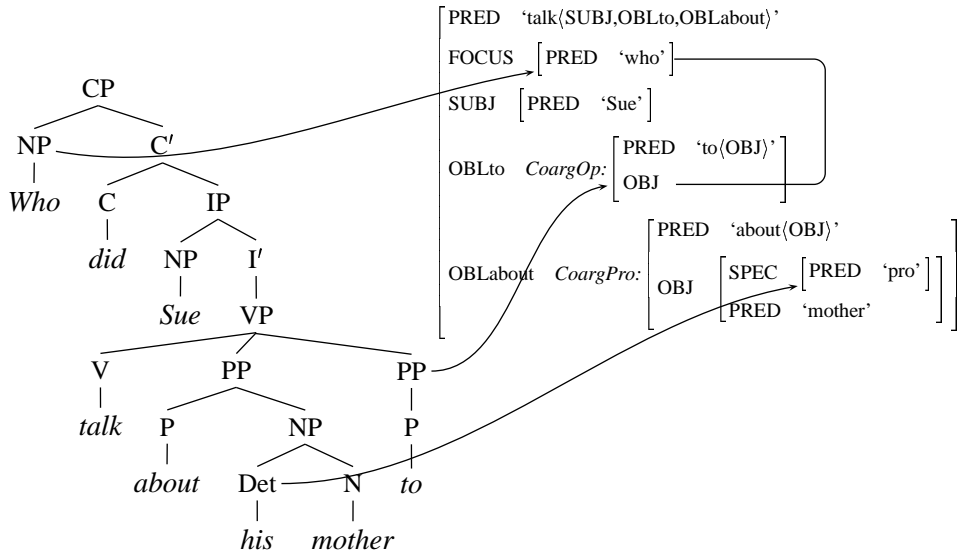 PRED ‘talk⟨SUBJ,OBLto,OBLabout⟩’
FOCUS [PRED ‘who’]
SUBJ [PRED ‘Sue’]
OBLto CoargOp: [PRED ‘to⟨OBJ⟩’
OBJ]
OBLabout CoargPro: [PRED ‘about⟨OBJ⟩’
OBJ [SPEC [PRED ‘pro’]
PRED ‘mother’]]
CP
NP C′
Who C IP
did NP I′
Sue VP
V PP PP
talk P NP P
about Det N to
his mother